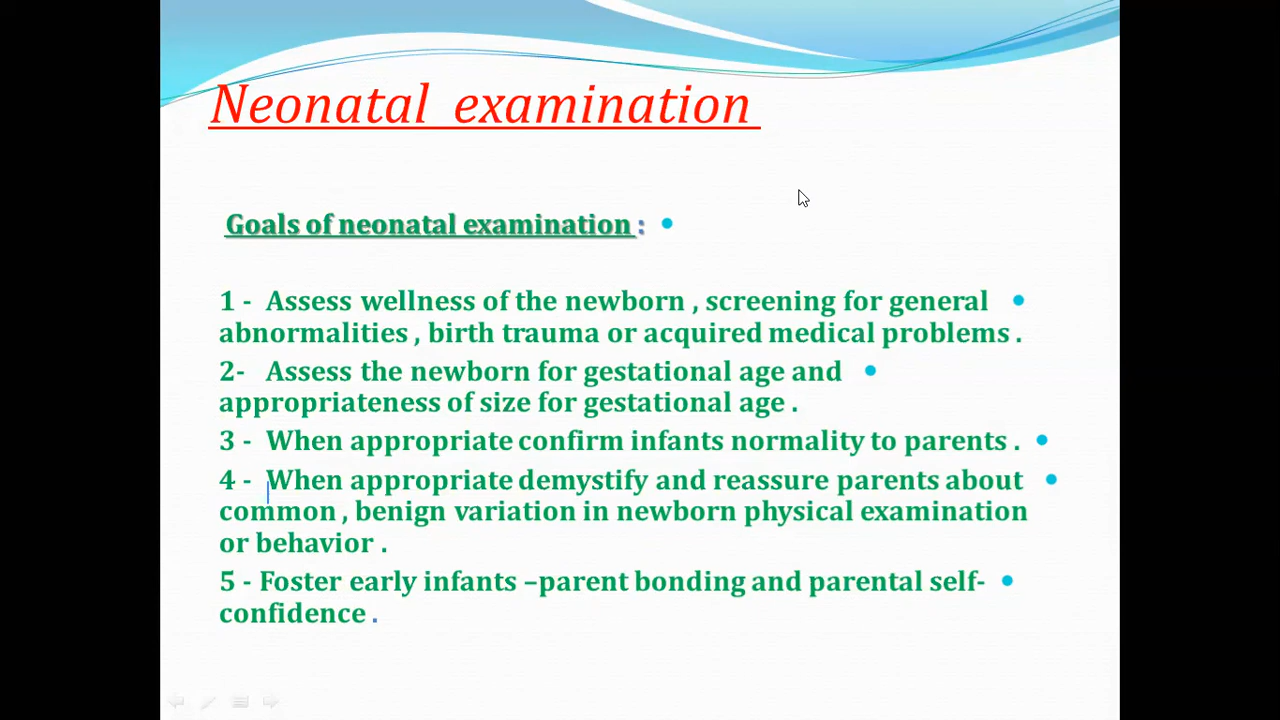 Neonatal examination
Goals of neonatal examination :
1 - Assess wellness of the newborn , screening for general
abnormalities , birth trauma or acquired medical problems .
2- Assess the newborn for gestational age and
appropriateness of size for gestational age .
3 - When appropriate confirm infants normality to parents .
4 - When appropriate demystify and reassure parents about
common , benign variation in newborn physical examination
or behavior .
5 - Foster early infants –parent bonding and parental self-
confidence .